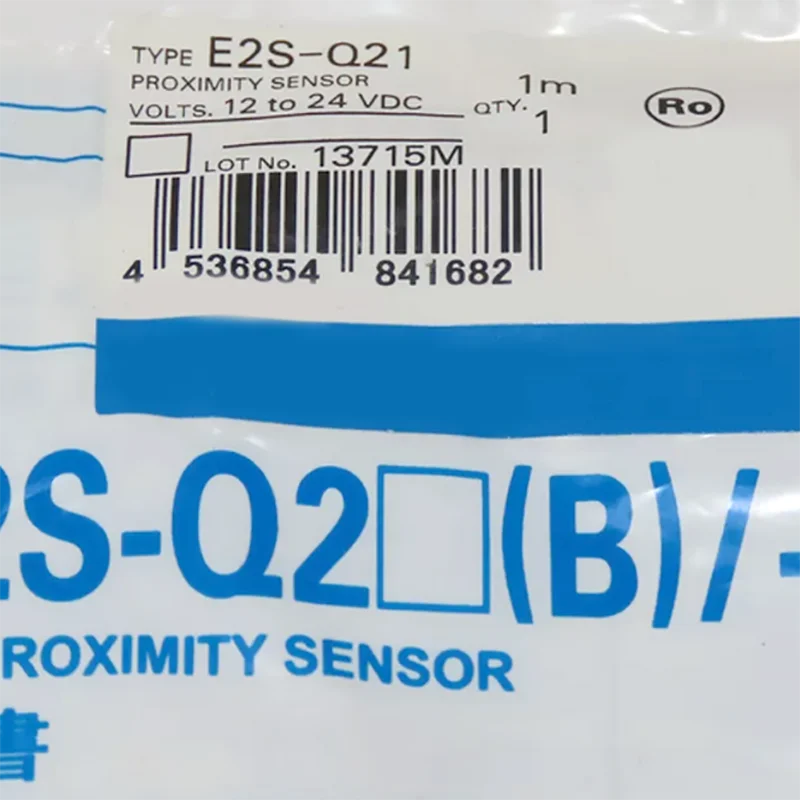 TYPE E2S-Q21
PROXIMITY SENSOR 1m
VOLTS. 12 to 24 VDC QTY. 1
Ro
LOT No. 13715M
4 536854 841682
2S-Q2□(B)/-
ROXIMITY SENSOR
書